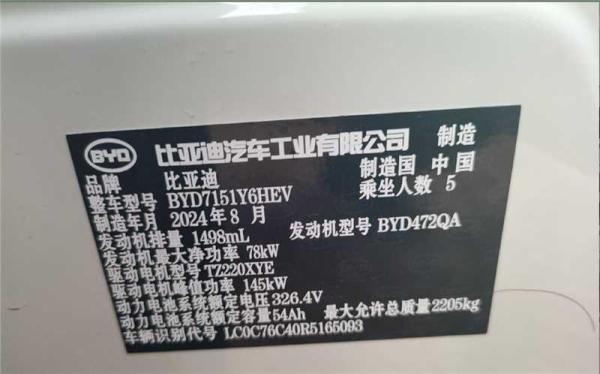 BYD 比亚迪汽车工业有限公司 制造
品牌 比亚迪 制造国 中国
整车型号 BYD7151Y6HEV 乘坐人数 5
制造年月 2024年8月
发动机排量 1498mL 发动机型号 BYD472QA
发动机最大净功率 78kW
驱动电机型号 TZ220XYE
驱动电机峰值功率 145kW
动力电池系统额定电压 326.4V
动力电池系统额定容量 54Ah 最大允许总质量 2205kg
车辆识别代号 LC0C76C40R5165093